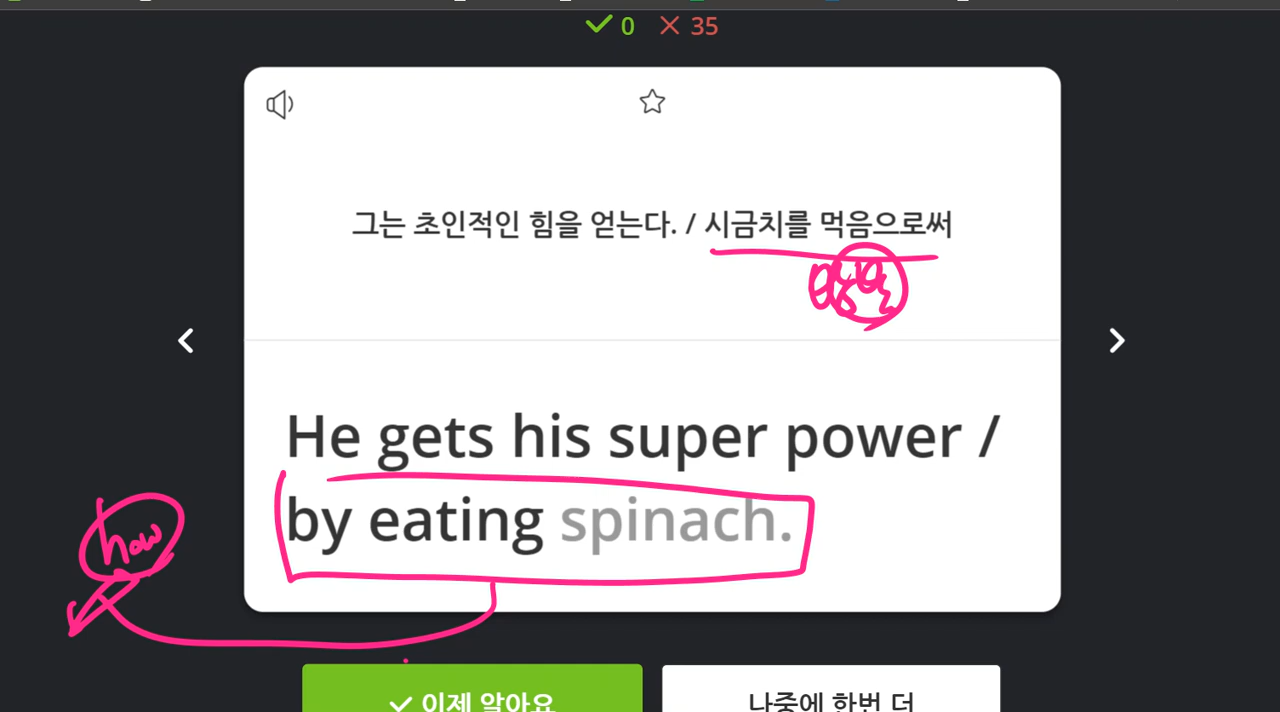 0 35
그는 초인적인 힘을 얻는다. / 시금치를 먹음으로써
He gets his super power /
by eating spinach.
how
이제 알아요 나중에 한번 더